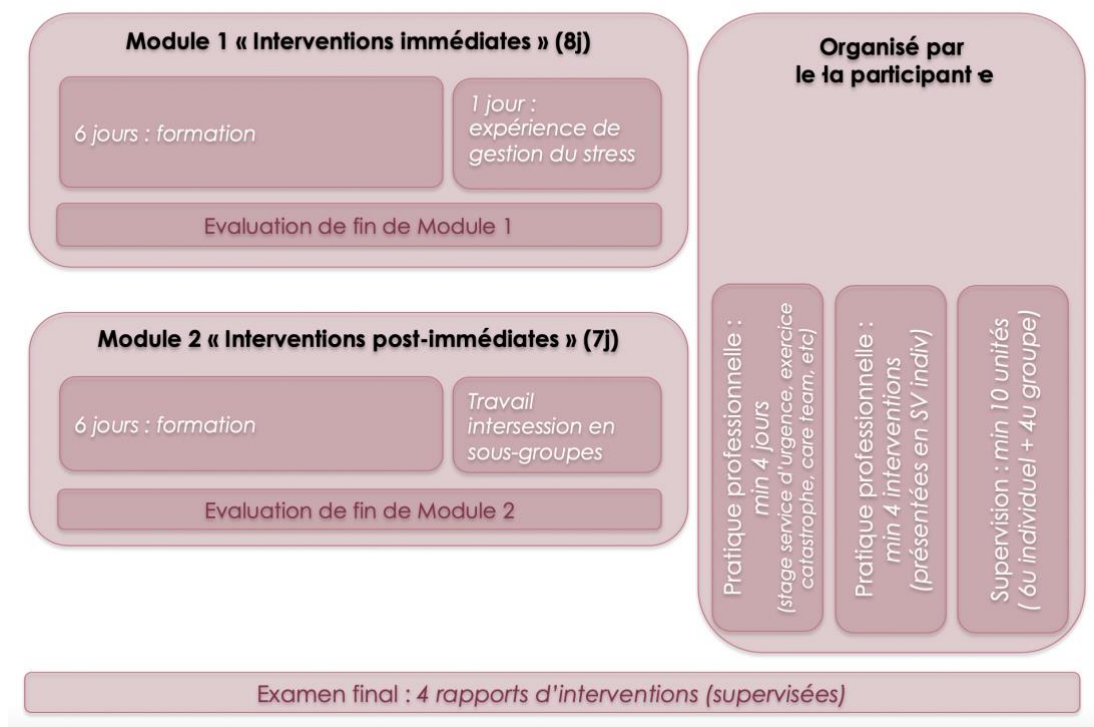 Module 1 « Interventions immédiates » (8j)
6 jours : formation
1 jour :
expérience de
gestion du stress
Evaluation de fin de Module 1
Module 2 « Interventions post-immédiates » (7j)
6 jours : formation
Travail
intersession en
sous-groupes
Evaluation de fin de Module 2
Organisé par
le·la participant·e
Pratique professionnelle :
min 4 jours
(stage service d'urgence, exercice
catastrophe, care team, etc)
Pratique professionnelle :
min 4 interventions
(présentées en SV indiv)
Supervision : min 10 unités
( 6u individuel + 4u groupe)
Examen final : 4 rapports d'interventions (supervisées)